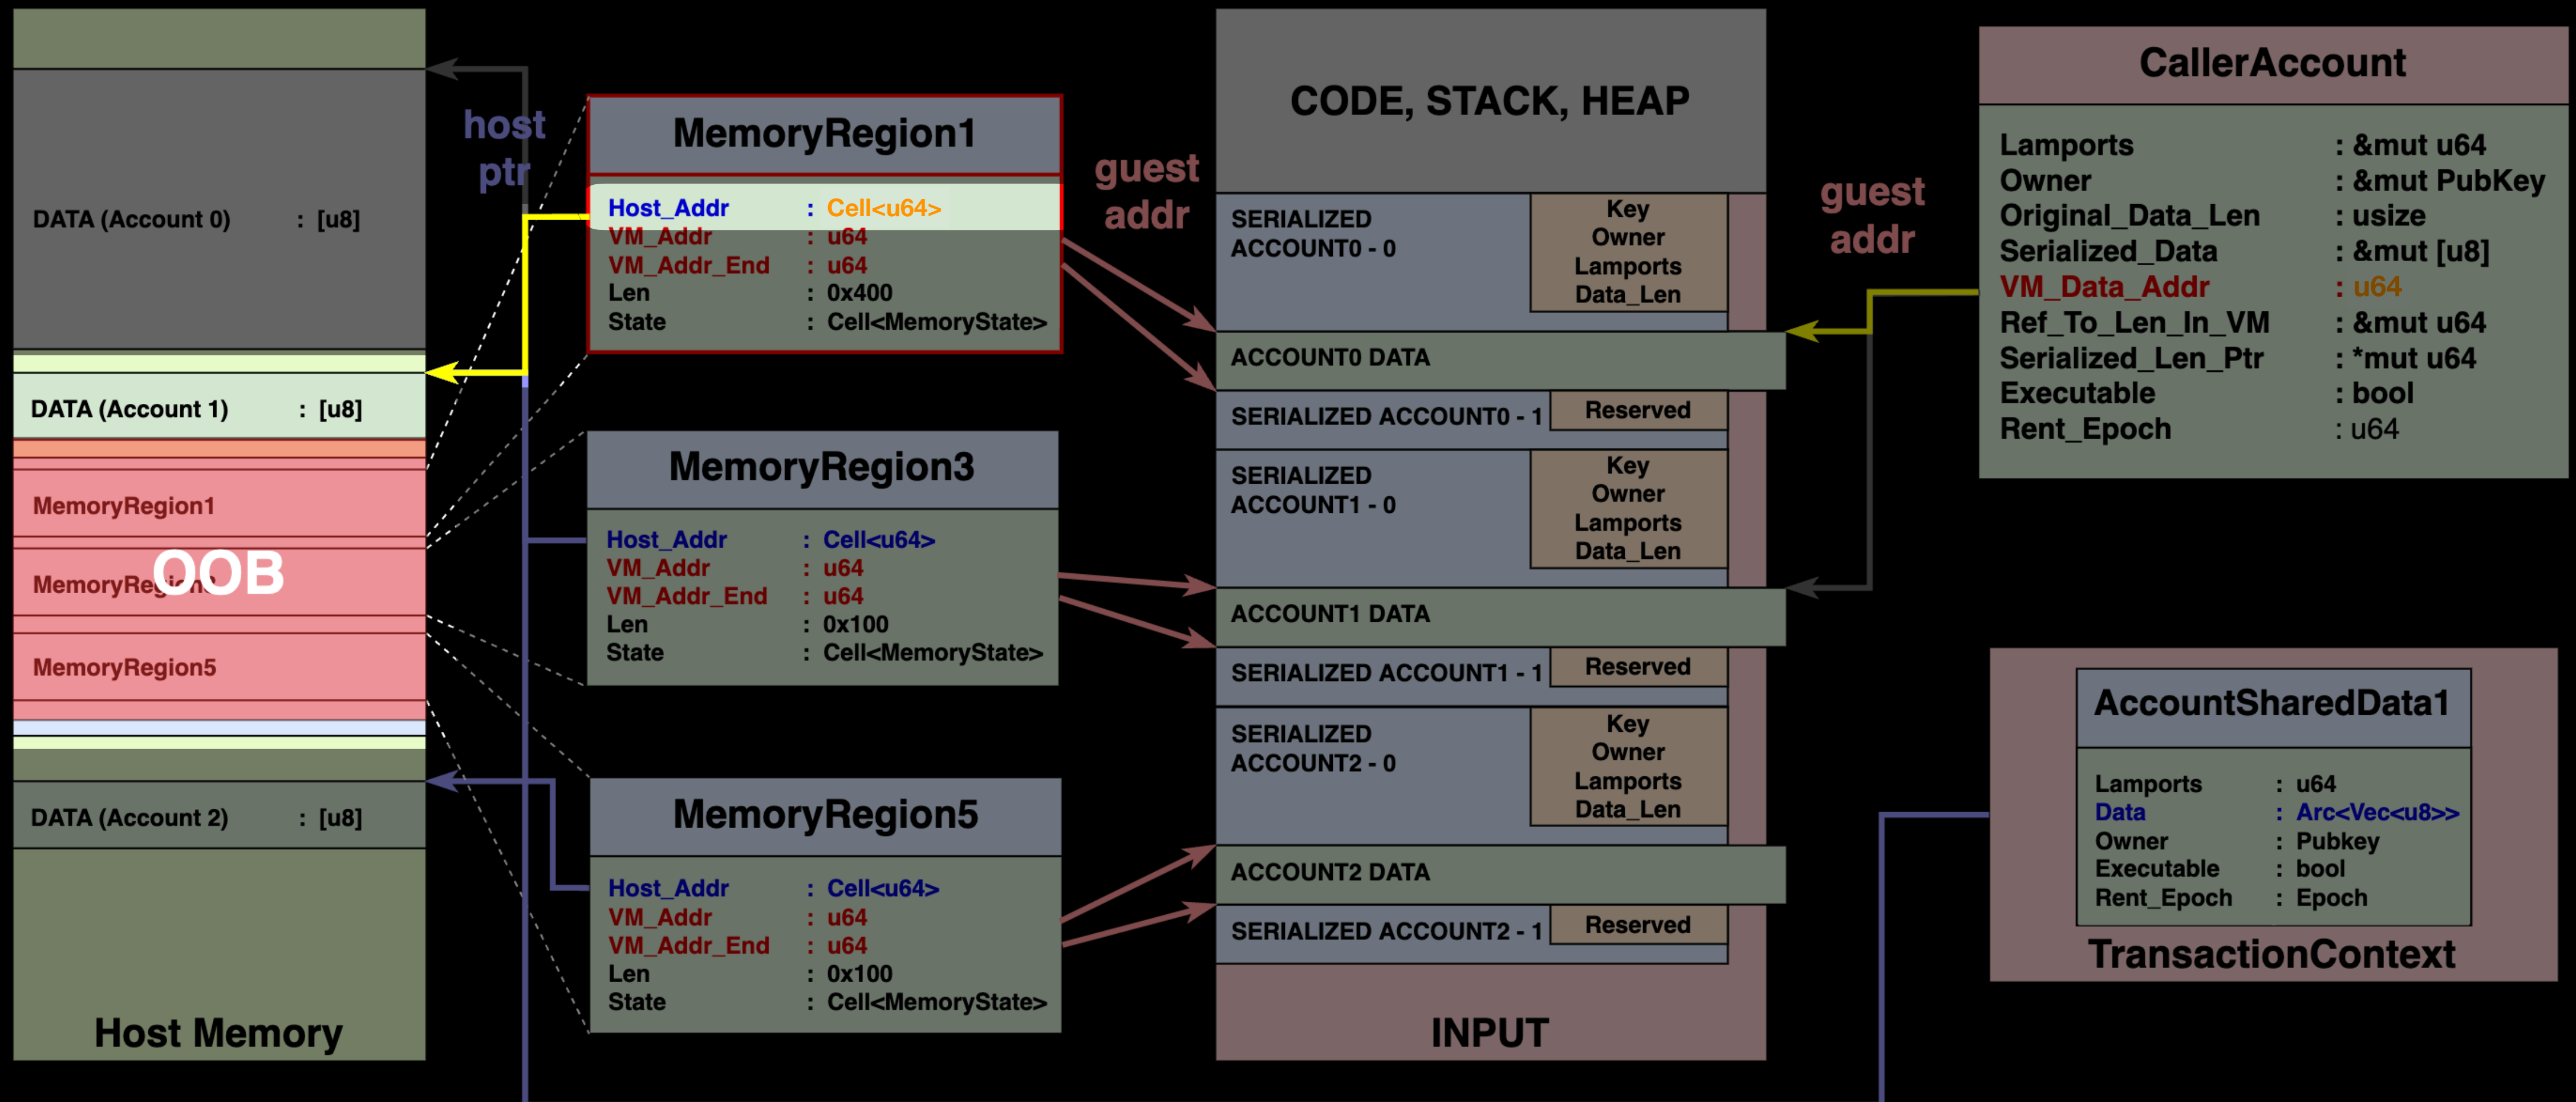 DATA (Account 0) : [u8]
DATA (Account 1) : [u8]
MemoryRegion1
OOB
MemoryRegion5
DATA (Account 2) : [u8]
Host Memory
host
ptr
MemoryRegion1
Host_Addr : Cell<u64>
VM_Addr : u64
VM_Addr_End : u64
Len : 0x400
State : Cell<MemoryState>
MemoryRegion3
Host_Addr : Cell<u64>
VM_Addr : u64
VM_Addr_End : u64
Len : 0x100
State : Cell<MemoryState>
MemoryRegion5
Host_Addr : Cell<u64>
VM_Addr : u64
VM_Addr_End : u64
Len : 0x100
State : Cell<MemoryState>
guest
addr
CODE, STACK, HEAP
SERIALIZED
ACCOUNT0 - 0
Key
Owner
Lamports
Data_Len
ACCOUNT0 DATA
SERIALIZED ACCOUNT0 - 1
Reserved
SERIALIZED
ACCOUNT1 - 0
Key
Owner
Lamports
Data_Len
ACCOUNT1 DATA
SERIALIZED ACCOUNT1 - 1
Reserved
SERIALIZED
ACCOUNT2 - 0
Key
Owner
Lamports
Data_Len
ACCOUNT2 DATA
SERIALIZED ACCOUNT2 - 1
Reserved
INPUT
guest
addr
CallerAccount
Lamports : &mut u64
Owner : &mut PubKey
Original_Data_Len : usize
Serialized_Data : &mut [u8]
VM_Data_Addr : u64
Ref_To_Len_In_VM : &mut u64
Serialized_Len_Ptr : *mut u64
Executable : bool
Rent_Epoch : u64
AccountSharedData1
Lamports : u64
Data : Arc<Vec<u8>>
Owner : Pubkey
Executable : bool
Rent_Epoch : Epoch
TransactionContext